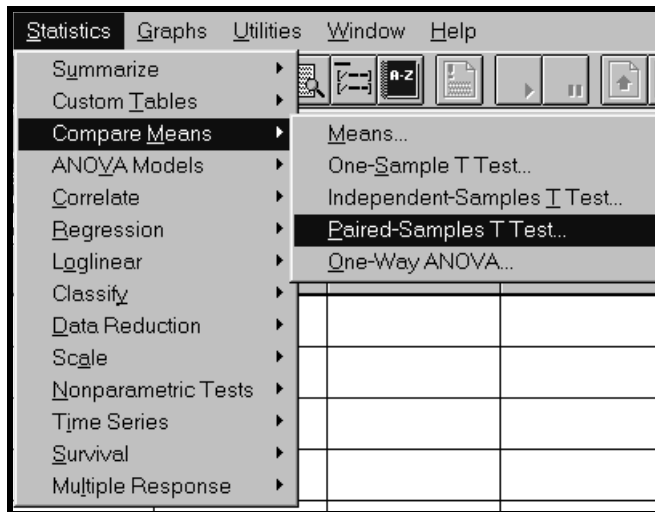 Statistics Graphs Utilities Window Help
A-Z
Summarize
Custom Tables
Compare Means
ANOVA Models
Correlate
Regression
Loglinear
Classify
Data Reduction
Scale
Nonparametric Tests
Time Series
Survival
Multiple Response
Means...
One-Sample T Test...
Independent-Samples T Test...
Paired-Samples T Test...
One-Way ANOVA...